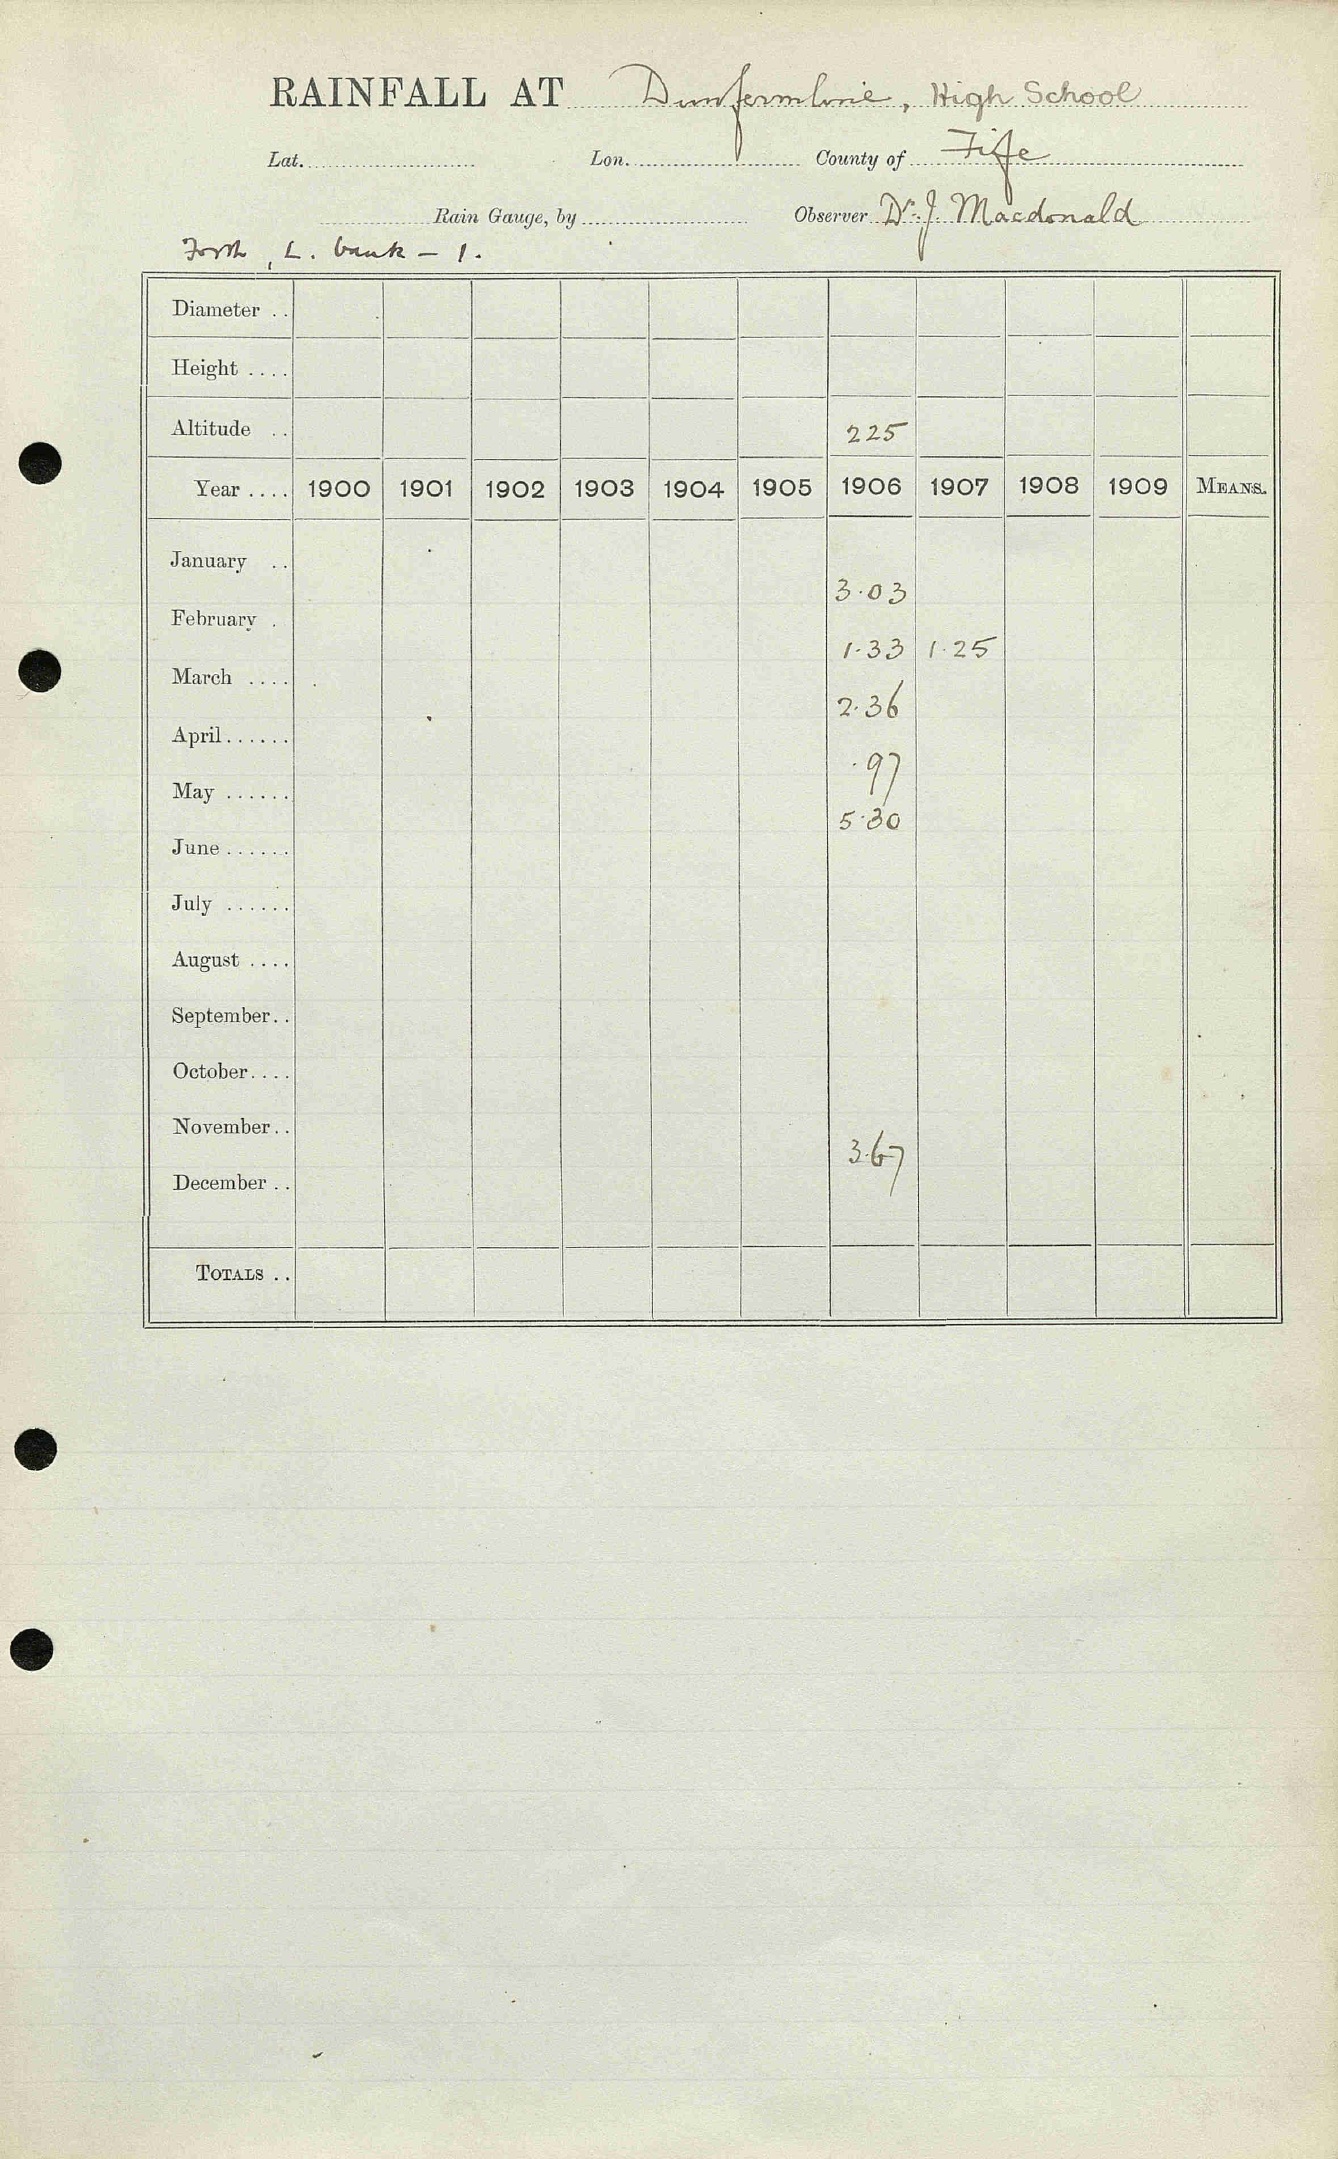 RAINFALL AT Dunfermline, High School
Lat. Lon. County of Fife
Rain Gauge, by Observer Dr. J. Macdonald
Forth, L. bank – 1.
Diameter ..
Height ....
Altitude .. 225
Year .... 1900 1901 1902 1903 1904 1905 1906 1907 1908 1909 MEANS.
January ..
3·03
February .
1·33 1·25
March ....
2·36
April......
·97
May ......
5·30
June ......
July ......
August ....
September..
October....
November..
3·67
December ..
TOTALS ..